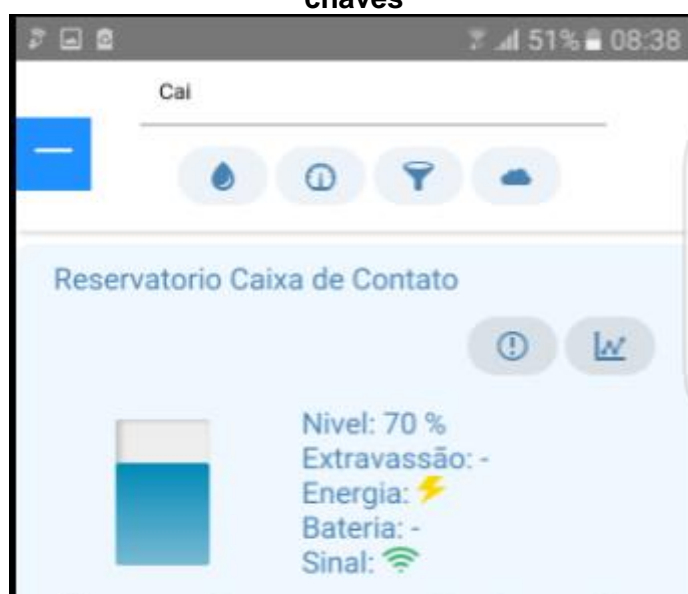 chaves
51% 08:38
Cai
Reservatorio Caixa de Contato
Nivel: 70 %
Extravassão: -
Energia:
Bateria: -
Sinal: